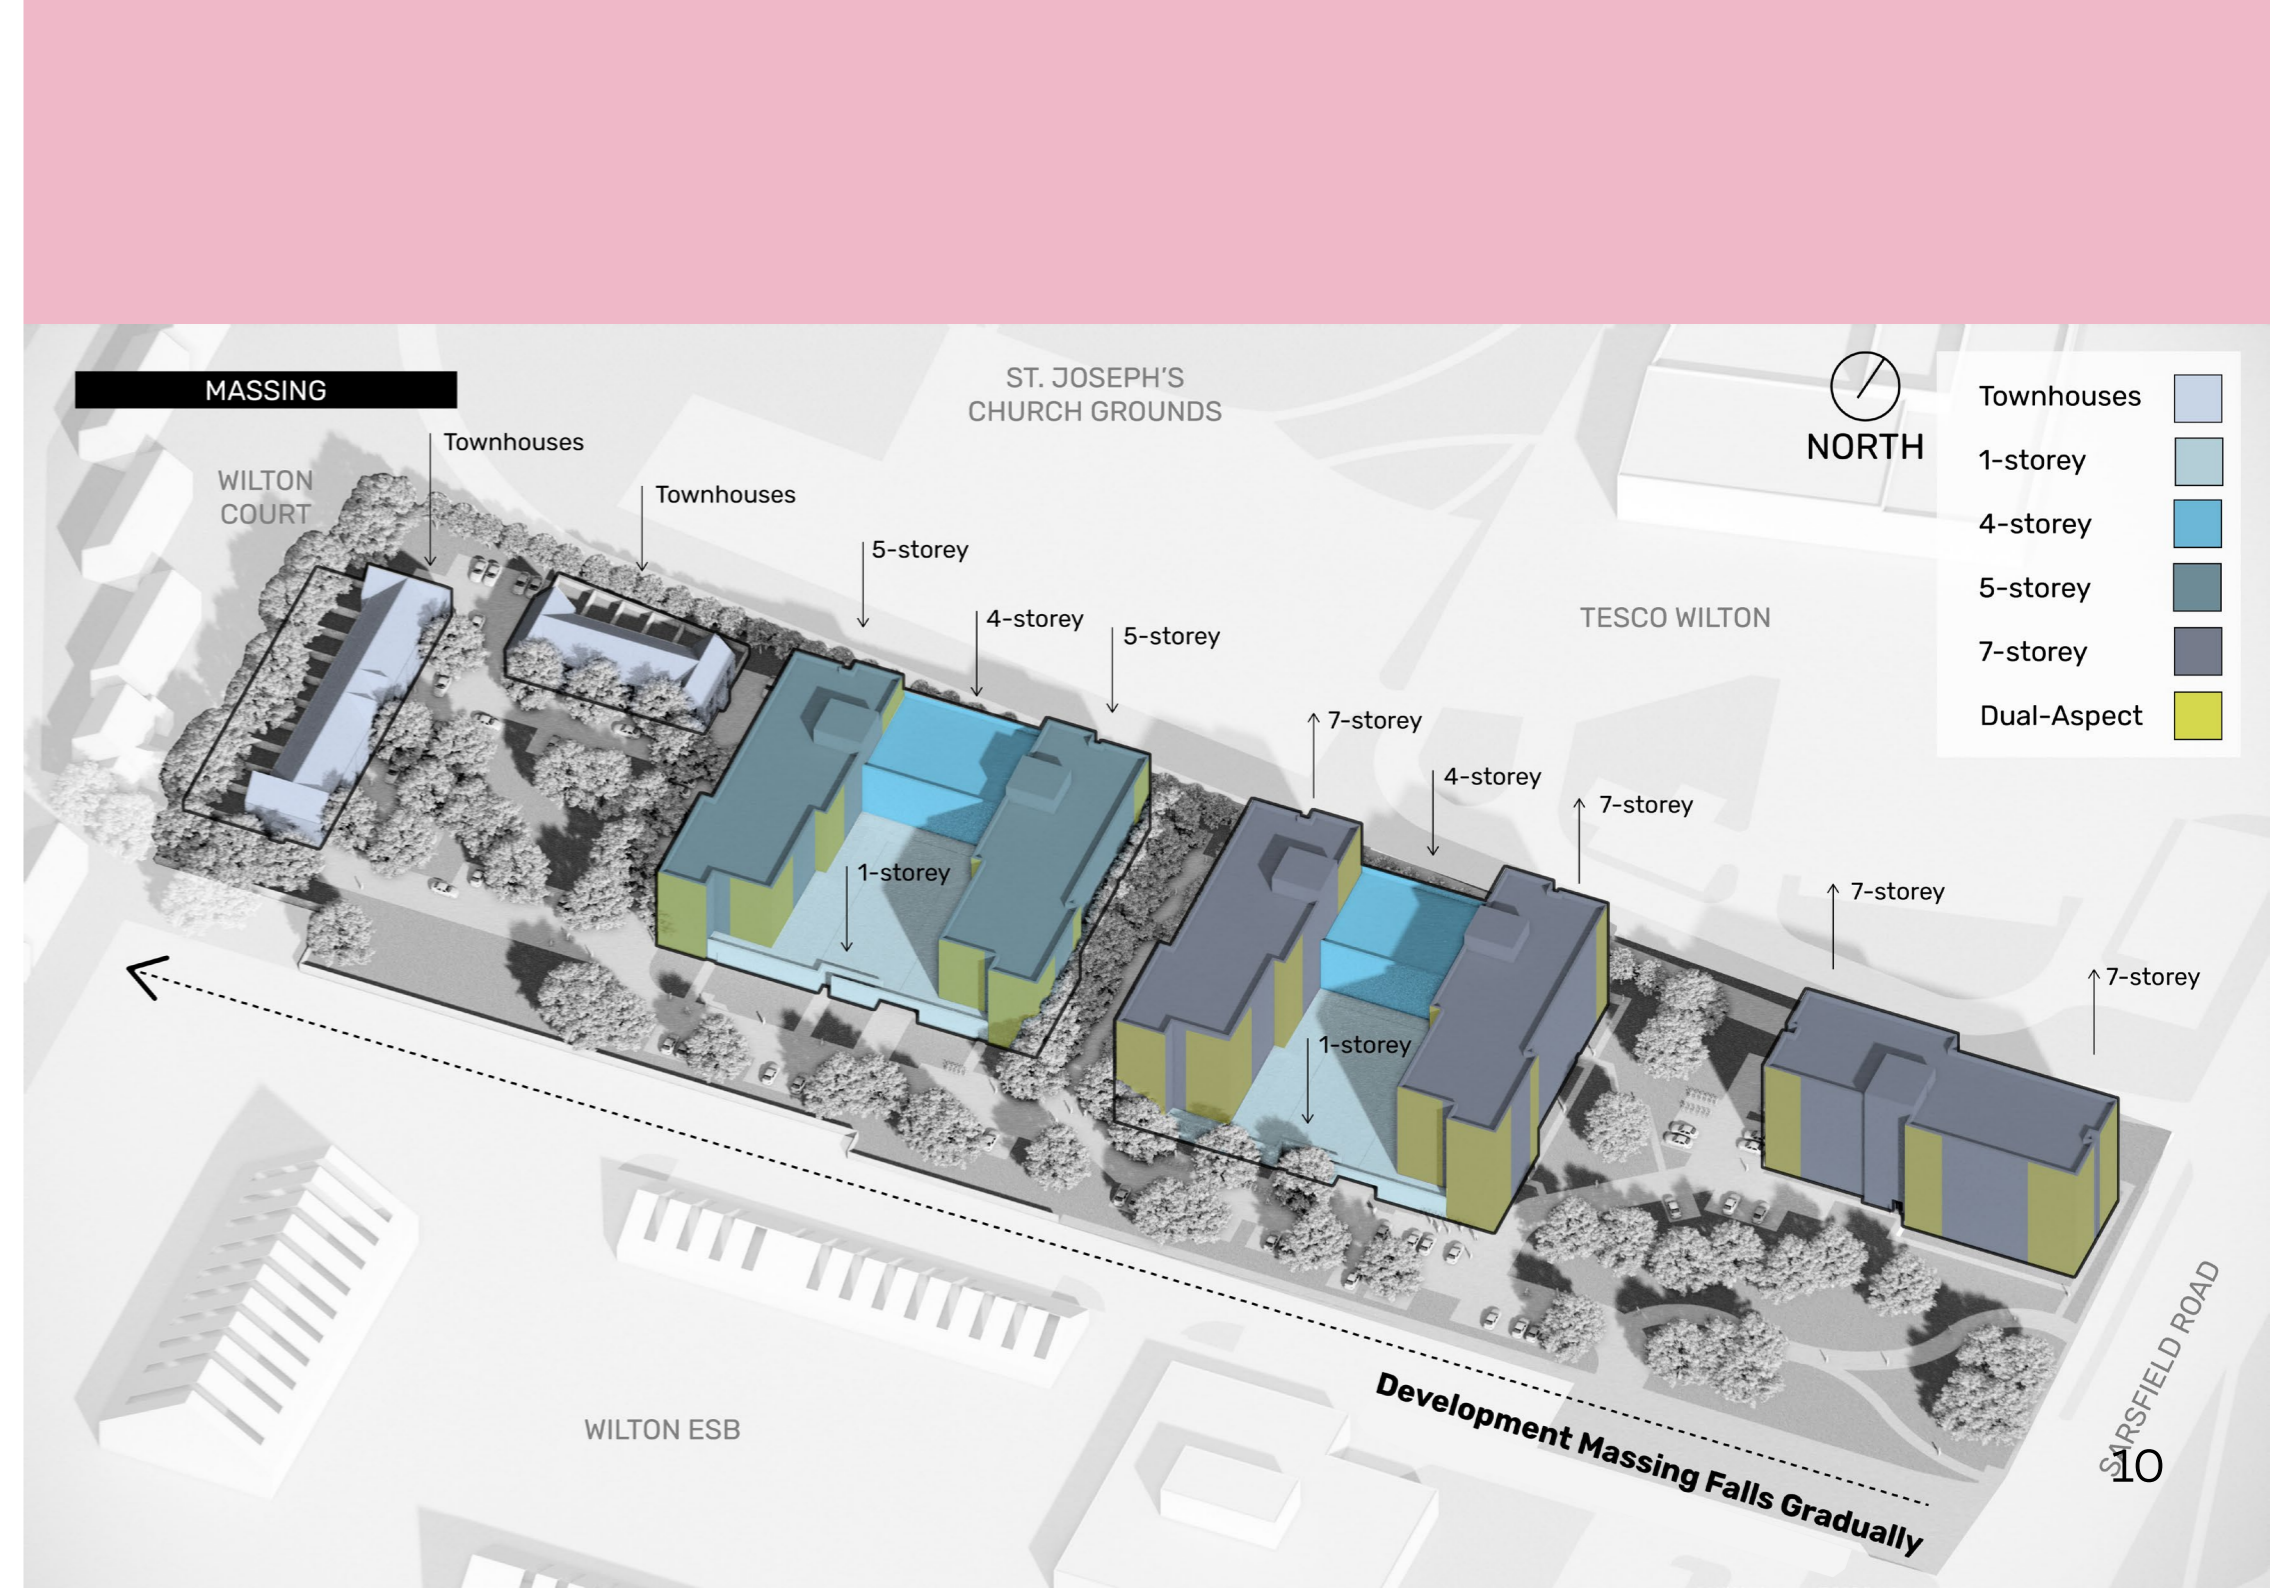 MASSING
ST. JOSEPH'S
CHURCH GROUNDS
NORTH
Townhouses
1-storey
4-storey
5-storey
7-storey
Dual-Aspect
WILTON
COURT
Townhouses
Townhouses
5-storey
4-storey
5-storey
TESCO WILTON
7-storey
4-storey
7-storey
7-storey
7-storey
1-storey
1-storey
WILTON ESB
Development Massing Falls Gradually
SARSFIELD ROAD
10